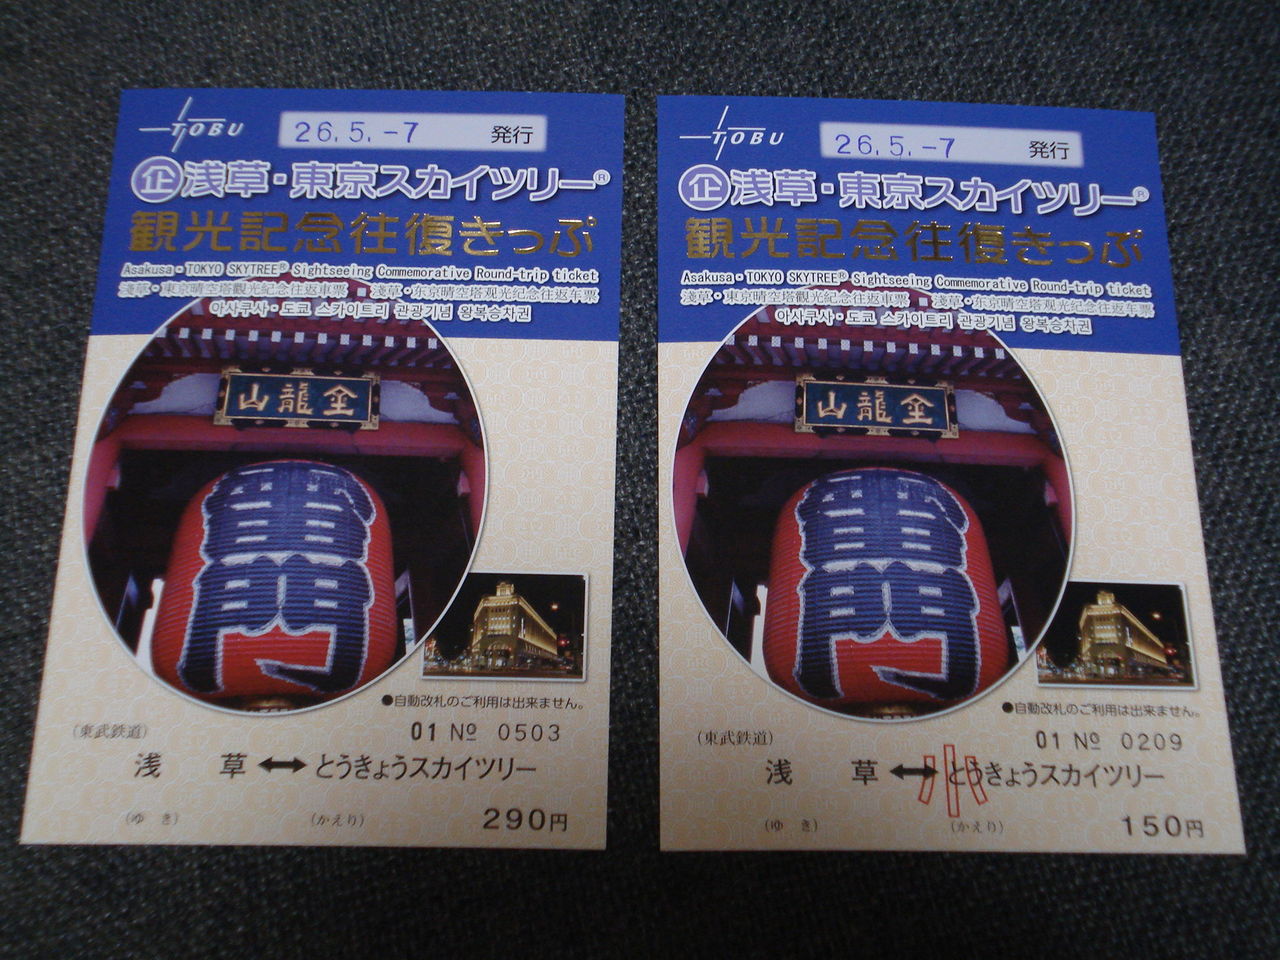 TOBU
26.5.-7 発行
企 浅草・東京スカイツリー®
観光記念往復きっぷ
Asakusa・TOKYO SKYTREE® Sightseeing Commemorative Round-trip ticket
淺草・東京晴空塔觀光紀念往返車票 ・ 浅草・东京晴空塔观光纪念往返车票
아사쿠사・도쿄 스카이트리 관광기념 왕복승차권
金龍山
雷門
●自動改札のご利用は出来ません。
(東武鉄道)
01 № 0503
浅草↔とうきょうスカイツリー
(ゆき) (かえり) 290円
TOBU
26.5.-7 発行
企 浅草・東京スカイツリー®
観光記念往復きっぷ
Asakusa・TOKYO SKYTREE® Sightseeing Commemorative Round-trip ticket
淺草・東京晴空塔觀光紀念往返車票 ・ 浅草・东京晴空塔观光纪念往返车票
아사쿠사・도쿄 스카이트리 관광기념 왕복승차권
金龍山
雷門
●自動改札のご利用は出来ません。
(東武鉄道)
01 № 0209
浅草↔とうきょうスカイツリー
小
(ゆき) (かえり) 150円